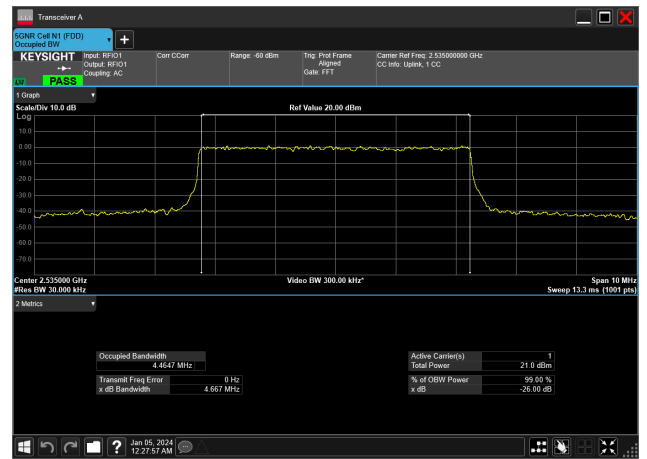 Transceiver A
5GNR Cell N1 (FDD)
Occupied BW
KEYSIGHT
LW PASS
Input: RFIO1
Output: RFIO1
Coupling: AC
Corr CCorr
Range: -60 dBm
Trig: Prot Frame
Aligned
Gate: FFT
Carrier Ref Freq: 2.535000000 GHz
CC Info: Uplink, 1 CC
1 Graph
Scale/Div 10.0 dB
Ref Value 20.00 dBm
Log
10.0
0.00
-10.0
-20.0
-30.0
-40.0
-50.0
-60.0
-70.0
Center 2.535000 GHz
#Res BW 30.000 kHz
Video BW 300.00 kHz*
Span 10 MHz
Sweep 13.3 ms (1001 pts)
2 Metrics
Occupied Bandwidth
4.4647 MHz
Transmit Freq Error 0 Hz
x dB Bandwidth 4.667 MHz
Active Carrier(s) 1
Total Power 21.0 dBm
% of OBW Power 99.00 %
x dB -26.00 dB
Jan 05, 2024
12:27:57 AM